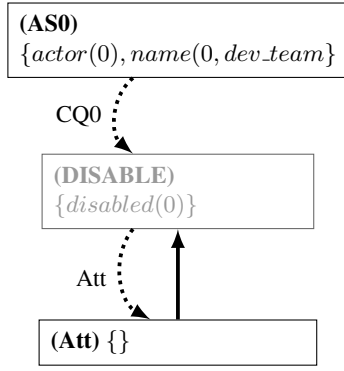 (AS0)
{actor(0), name(0, dev_team}
CQ0
(DISABLE)
{disabled(0)}
Att
(Att) {}